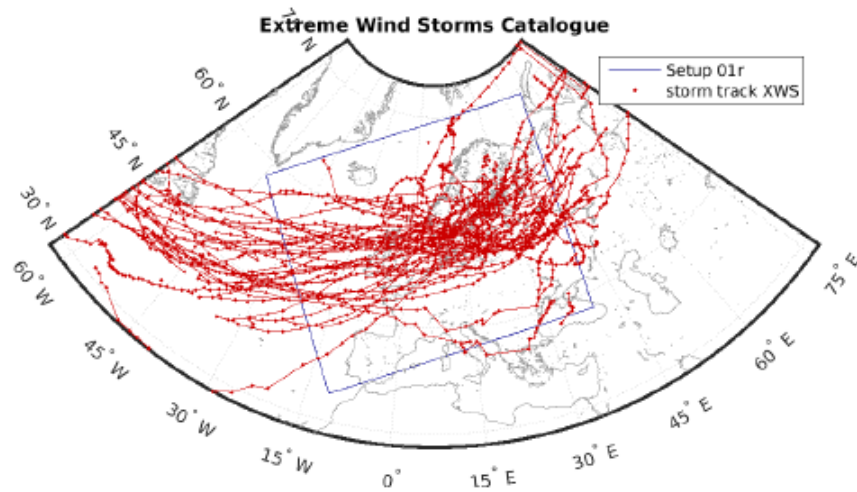 Extreme Wind Storms Catalogue
Setup 01r
storm track XWS
75° N
60° N
45° N
30° N
60° W
45° W
30° W
15° W
0°
15° E
30° E
45° E
60° E
75° E